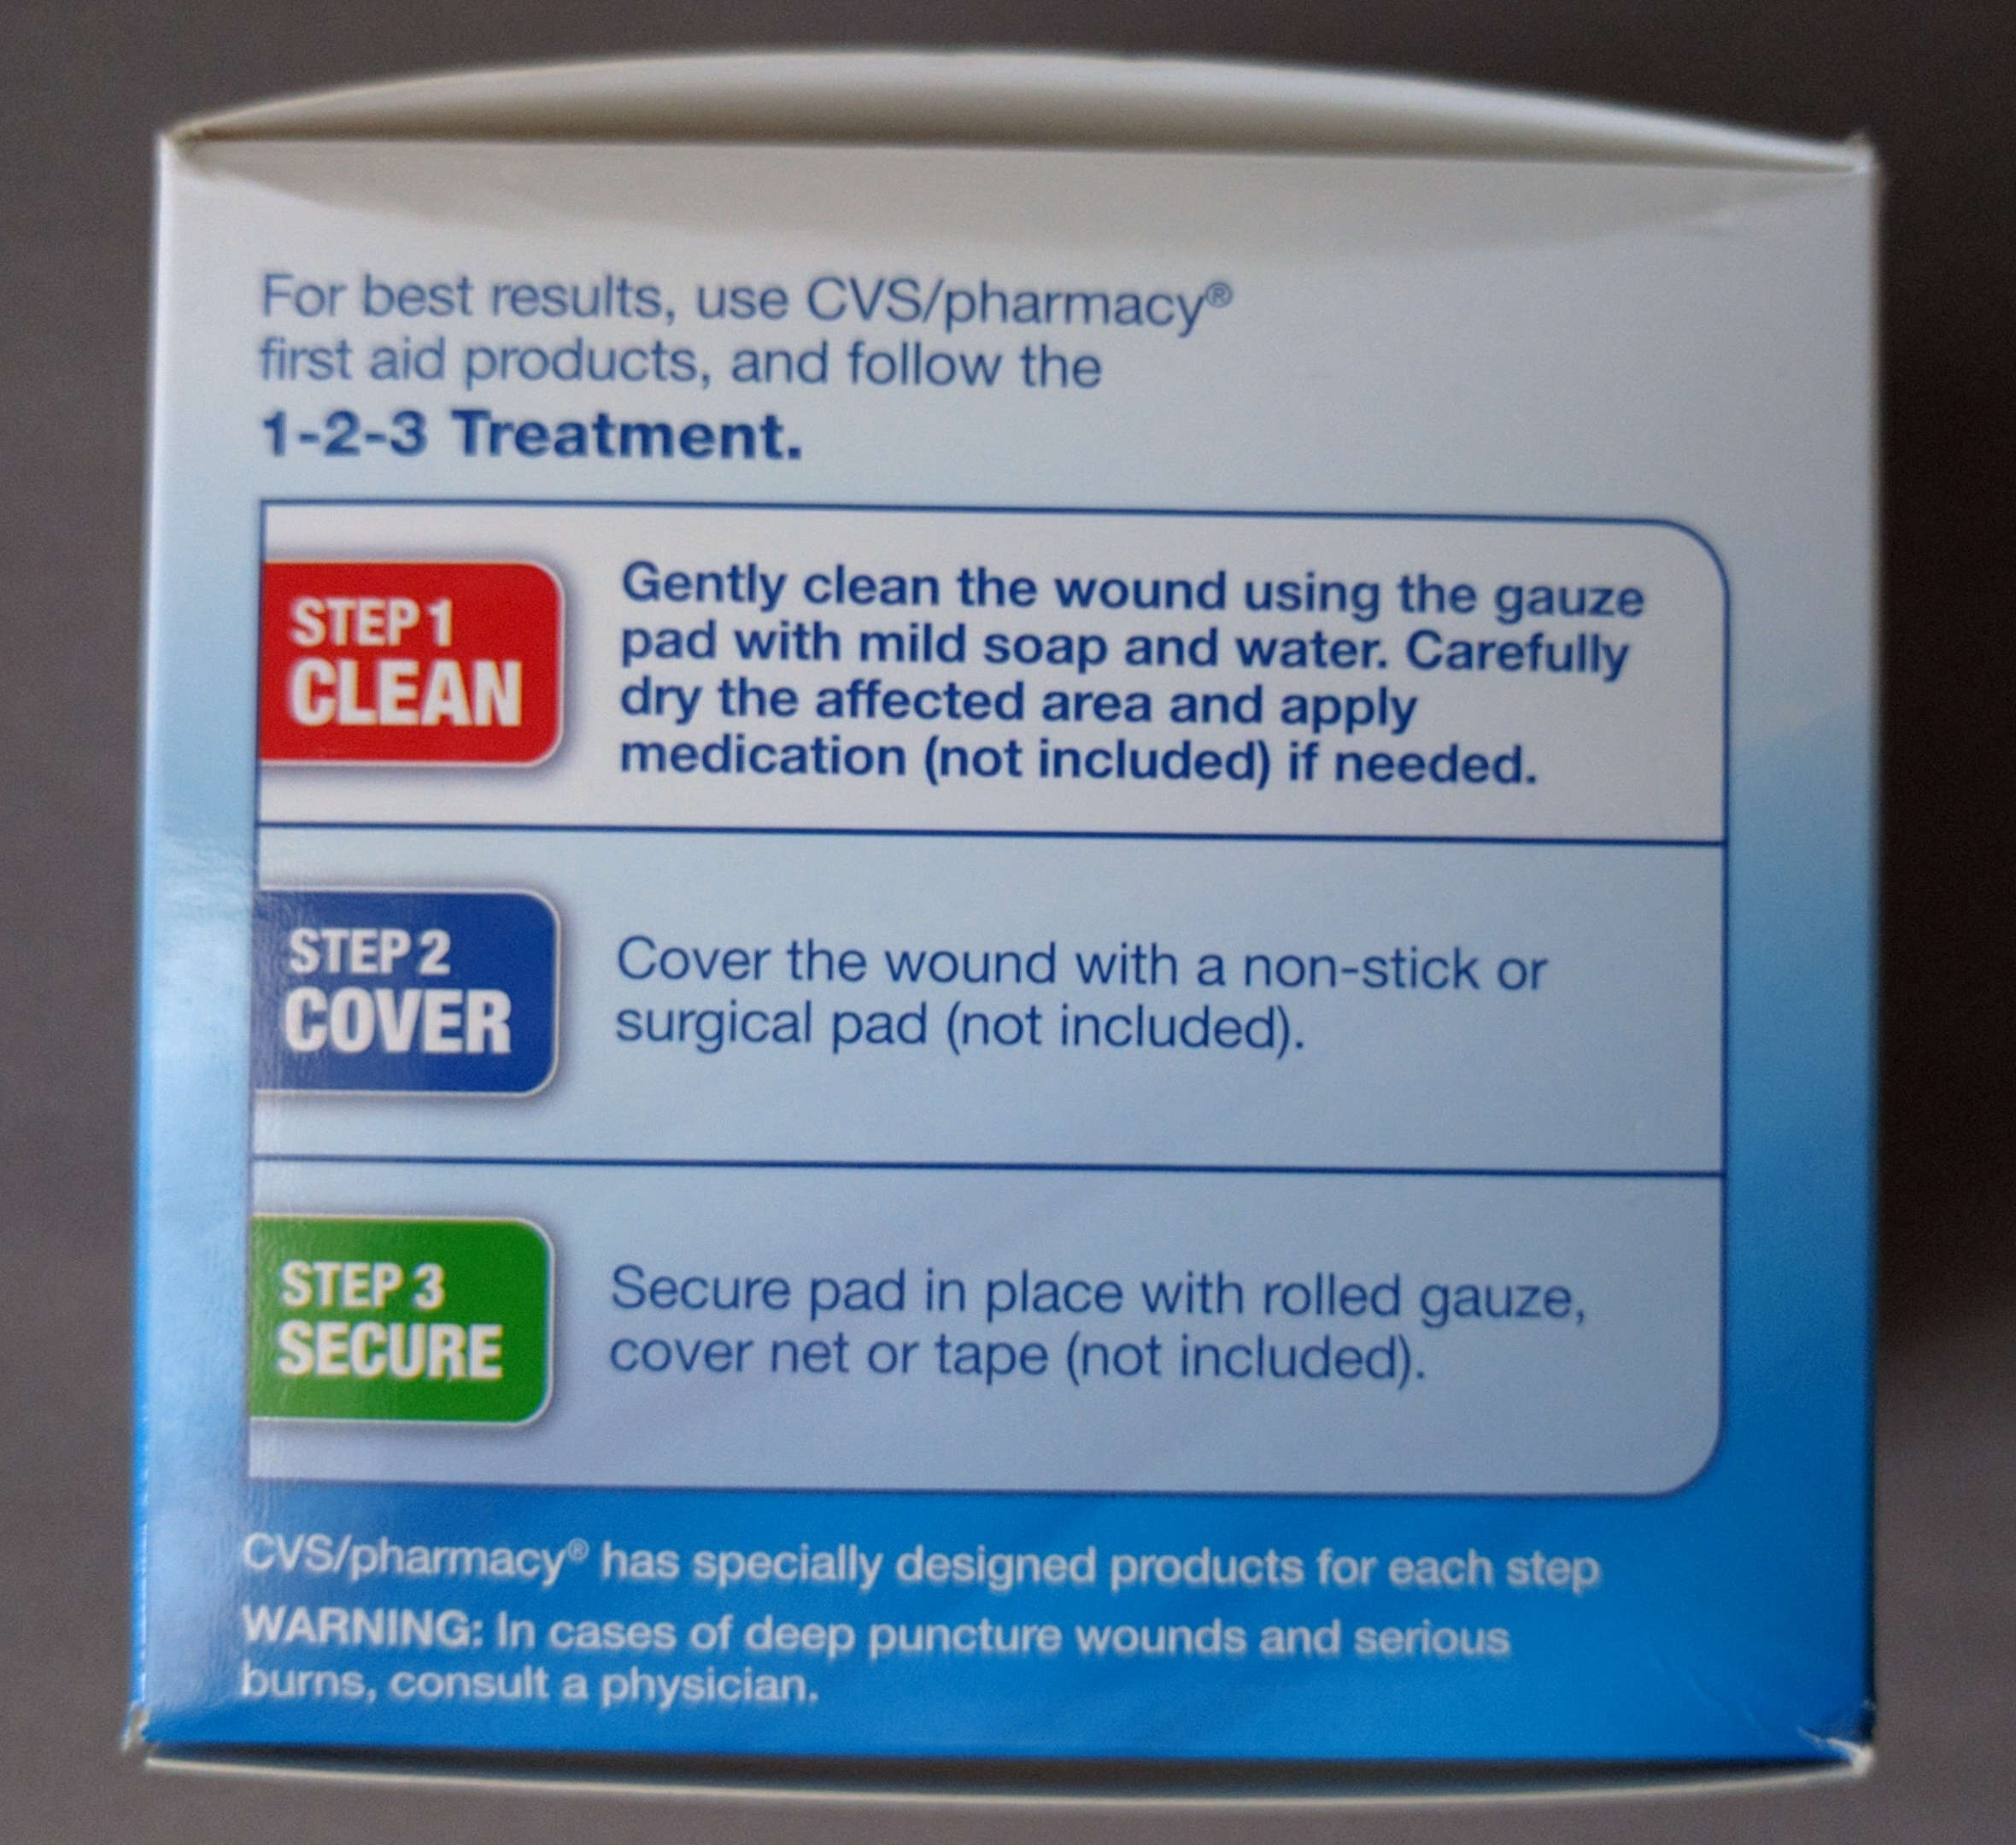 For best results, use CVS/pharmacy®
first aid products, and follow the
1-2-3 Treatment.
STEP 1
CLEAN
Gently clean the wound using the gauze
pad with mild soap and water. Carefully
dry the affected area and apply
medication (not included) if needed.
STEP 2
COVER
Cover the wound with a non-stick or
surgical pad (not included).
STEP 3
SECURE
Secure pad in place with rolled gauze,
cover net or tape (not included).
CVS/pharmacy® has specially designed products for each step
WARNING: In cases of deep puncture wounds and serious
burns, consult a physician.